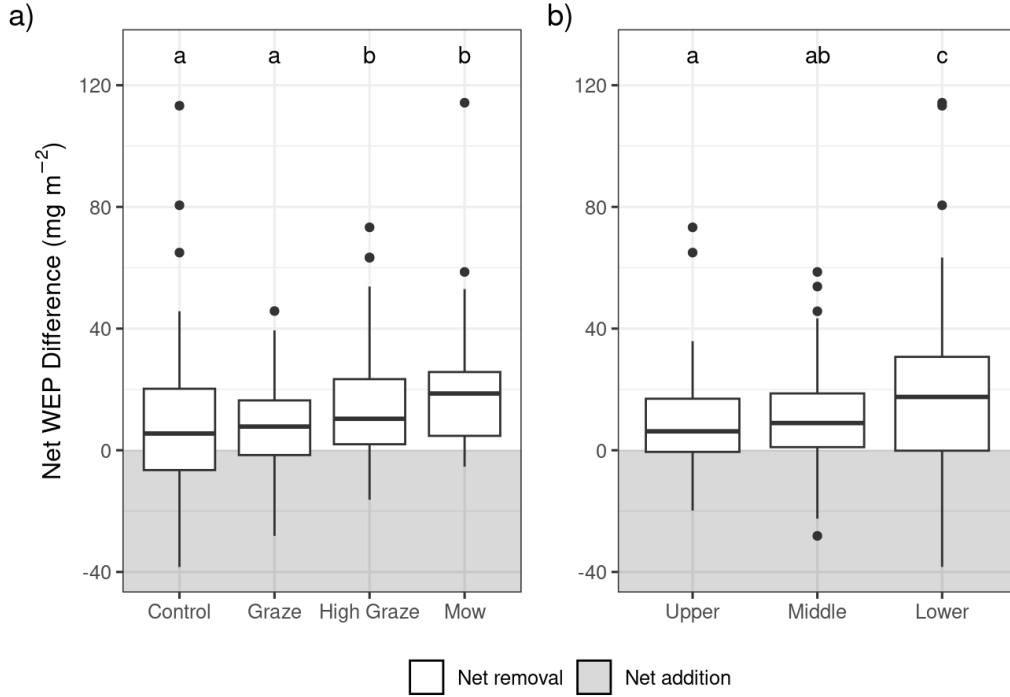 a)
b)
a a b b
a ab c
Net WEP Difference (mg m⁻²)
120
80
40
0
-40
120
80
40
0
-40
Control Graze High Graze Mow
Upper Middle Lower
Net removal Net addition